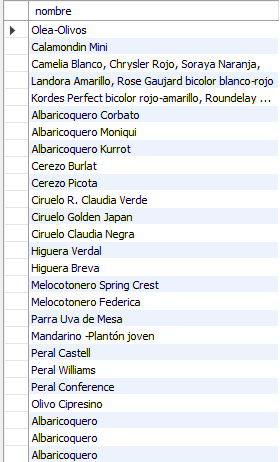 nombre
Olea-Olivos
Calamondin Mini
Camelia Blanco, Chrysler Rojo, Soraya Naranja,
Landora Amarillo, Rose Gaujard bicolor blanco-rojo
Kordes Perfect bicolor rojo-amarillo, Roundelay ...
Albaricoquero Corbato
Albaricoquero Moniqui
Albaricoquero Kurrot
Cerezo Burlat
Cerezo Picota
Ciruelo R. Claudia Verde
Ciruelo Golden Japan
Ciruelo Claudia Negra
Higuera Verdal
Higuera Breva
Melocotonero Spring Crest
Melocotonero Federica
Parra Uva de Mesa
Mandarino -Plantón joven
Peral Castell
Peral Williams
Peral Conference
Olivo Cipresino
Albaricoquero
Albaricoquero
Albaricoquero